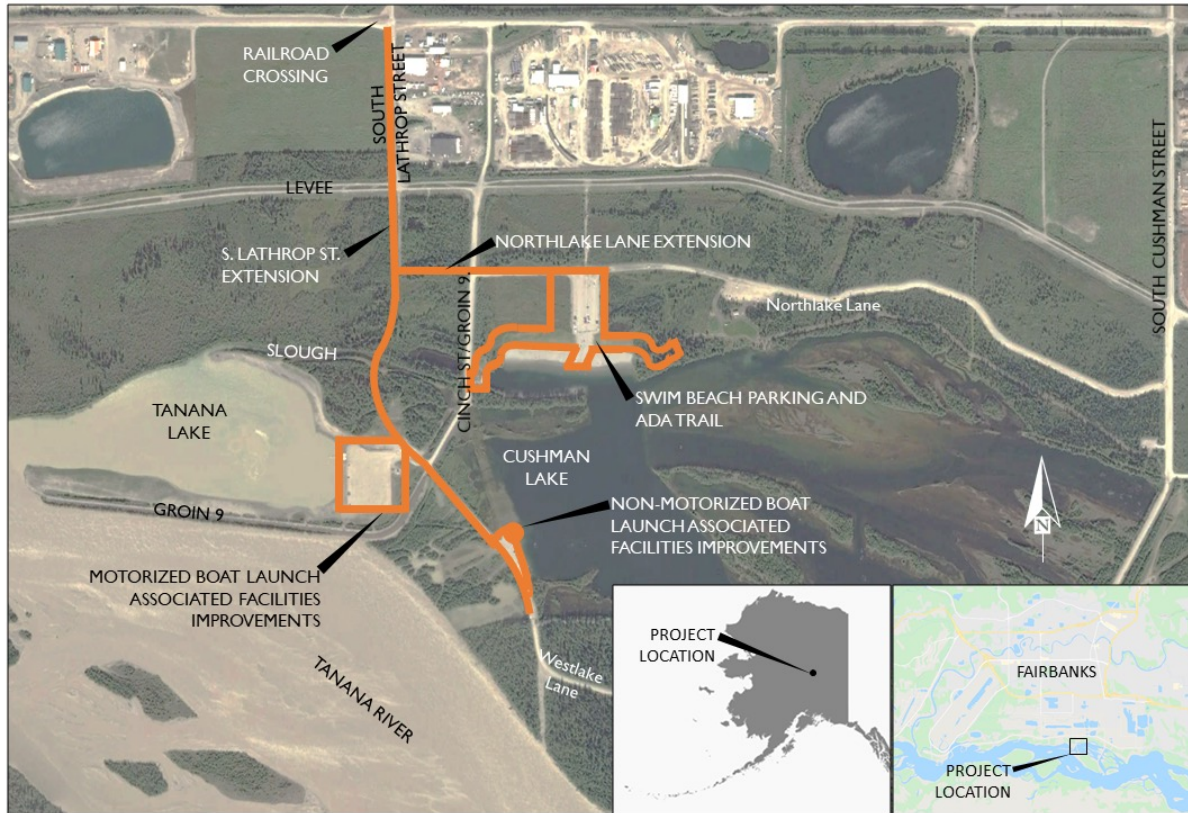 RAILROAD
CROSSING
SOUTH
LATHROP STREET
LEVEE
S. LATHROP ST.
EXTENSION
NORTHLAKE LANE EXTENSION
CINCH ST/GROIN 9.
Northlake Lane
SOUTH CUSHMAN STREET
SLOUGH
TANANA
LAKE
SWIM BEACH PARKING AND
ADA TRAIL
CUSHMAN
LAKE
GROIN 9
NON-MOTORIZED BOAT
LAUNCH ASSOCIATED
FACILITIES IMPROVEMENTS
N
MOTORIZED BOAT LAUNCH
ASSOCIATED FACILITIES
IMPROVEMENTS
TANANA RIVER
Westlake
Lane
PROJECT
LOCATION
FAIRBANKS
PROJECT
LOCATION